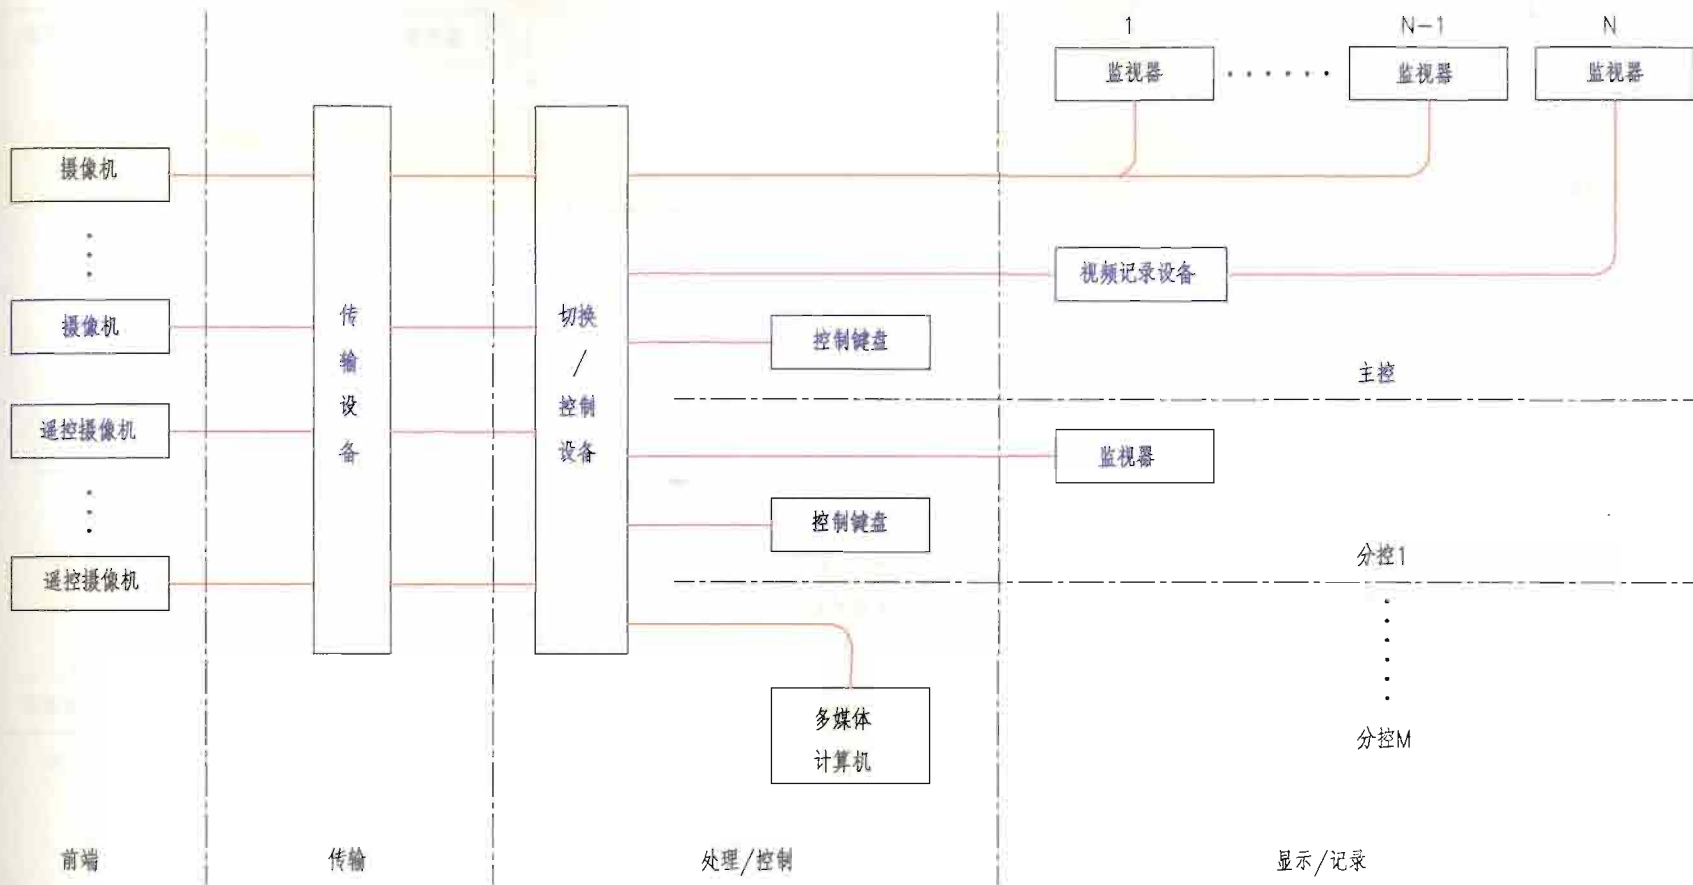 1
N-1
N
监视器
监视器
监视器
摄像机
视频记录设备
摄像机
传
输
设
备
切换
/
控制
设备
控制键盘
主控
遥控摄像机
监视器
控制键盘
分控1
遥控摄像机
多媒体
计算机
分控M
前端
传输
处理/控制
显示/记录